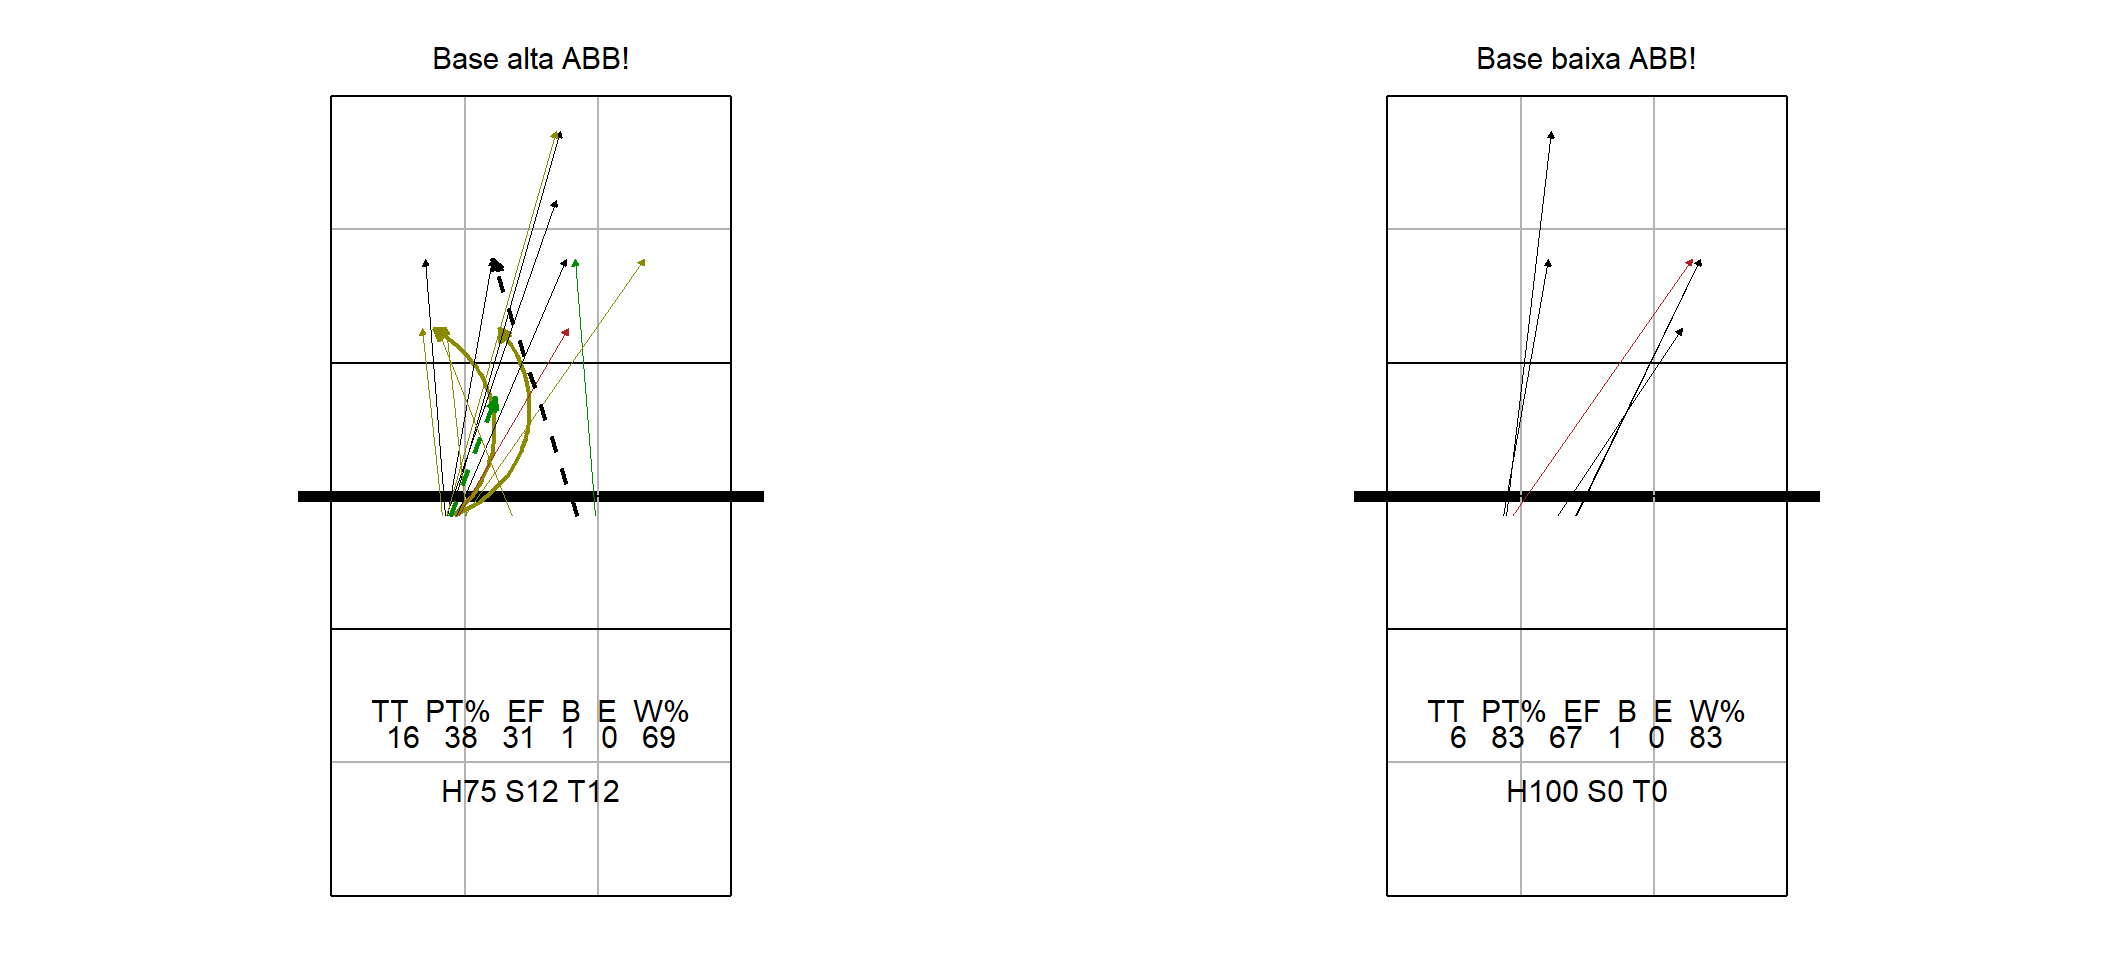 Base alta ABB!
TT PT% EF B E W%
16 38 31 1 0 69
H75 S12 T12
Base baixa ABB!
TT PT% EF B E W%
6 83 67 1 0 83
H100 S0 T0